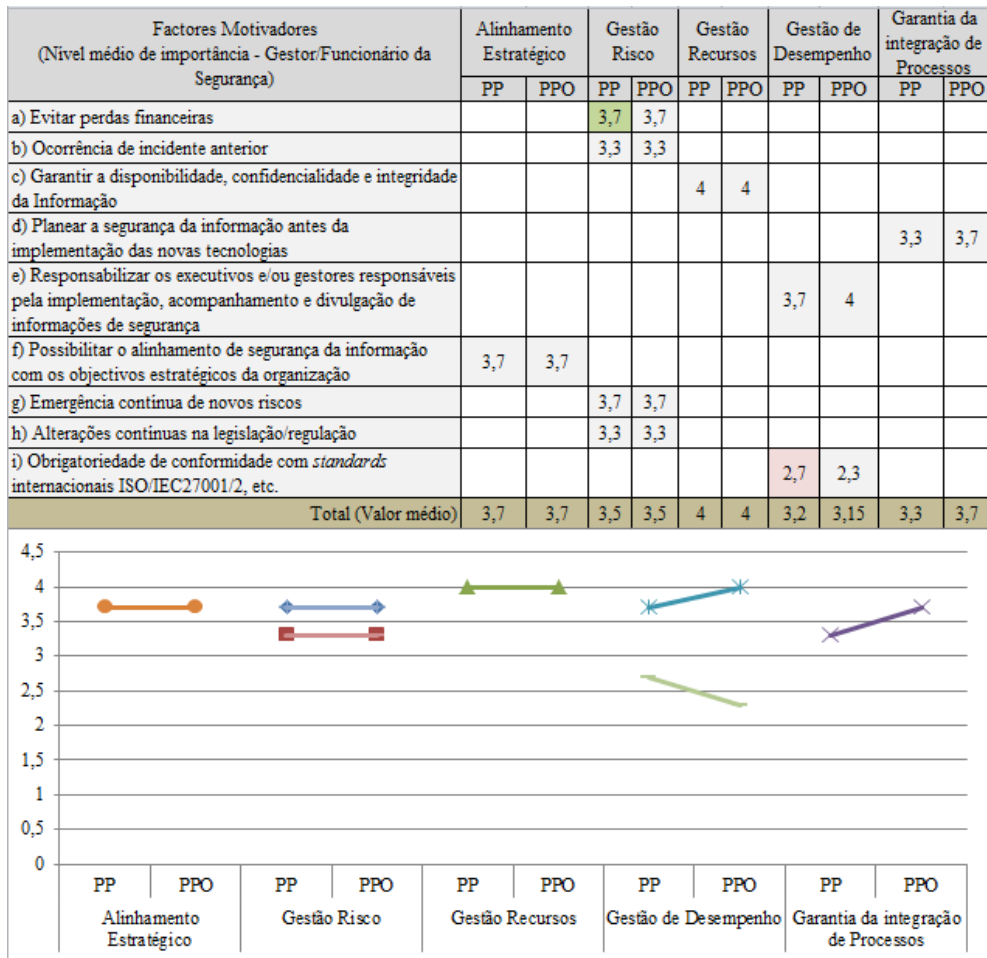 Factores Motivadores
(Nivel médio de importância - Gestor/Funcionário da
Segurança)
Alinhamento
Estratégico
Gestão
Risco
Gestão
Recursos
Gestão de
Desempenho
Garantia da
integração de
Processos
PP PPO PP PPO PP PPO PP PPO PP PPO
a) Evitar perdas financeiras 3,7 3,7
b) Ocorrência de incidente anterior 3,3 3,3
c) Garantir a disponibilidade, confidencialidade e integridade
da Informação 4 4
d) Planear a segurança da informação antes da
implementação das novas tecnologias 3,3 3,7
e) Responsabilizar os executivos e/ou gestores responsáveis
pela implementação, acompanhamento e divulgação de
informações de segurança 3,7 4
f) Possibilitar o alinhamento de segurança da informação
com os objectivos estratégicos da organização 3,7 3,7
g) Emergência contínua de novos riscos 3,7 3,7
h) Alterações contínuas na legislação/regulação 3,3 3,3
i) Obrigatoriedade de conformidade com standards
internacionais ISO/IEC27001/2, etc. 2,7 2,3
Total (Valor médio) 3,7 3,7 3,5 3,5 4 4 3,2 3,15 3,3 3,7
4,5
4
3,5
3
2,5
2
1,5
1
0,5
0
PP PPO PP PPO PP PPO PP PPO PP PPO
Alinhamento
Estratégico
Gestão Risco
Gestão Recursos
Gestão de Desempenho
Garantia da integração
de Processos